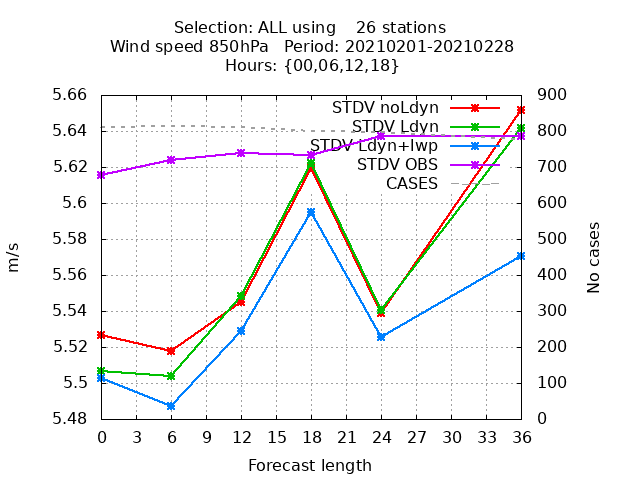 Selection: ALL using    26 stations
Wind speed 850hPa   Period: 20210201-20210228
Hours: {00,06,12,18}
STDV noLdyn
STDV Ldyn
STDV Ldyn+lwp
STDV OBS
CASES
5.66
5.64
5.62
5.6
5.58
5.56
5.54
5.52
5.5
5.48
m/s
900
800
700
600
500
400
300
200
100
0
No cases
0 3 6 9 12 15 18 21 24 27 30 33 36
Forecast length